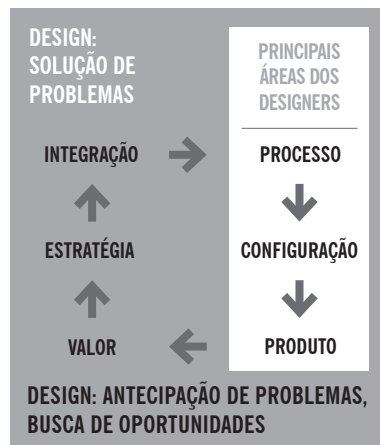 DESIGN:
SOLUÇÃO DE
PROBLEMAS
PRINCIPAIS
ÁREAS DOS
DESIGNERS
INTEGRAÇÃO
PROCESSO
ESTRATÉGIA
CONFIGURAÇÃO
VALOR
PRODUTO
DESIGN: ANTECIPAÇÃO DE PROBLEMAS,
BUSCA DE OPORTUNIDADES